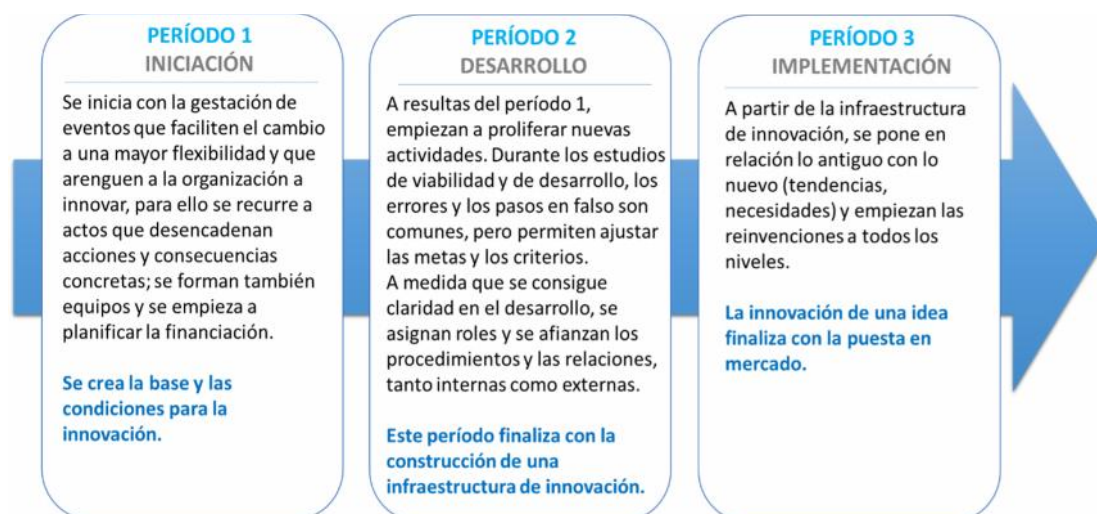 PERÍODO 1
INICIACIÓN
Se inicia con la gestación de
eventos que faciliten el cambio
a una mayor flexibilidad y que
arenguen a la organización a
innovar, para ello se recurre a
actos que desencadenan
acciones y consecuencias
concretas; se forman también
equipos y se empieza a
planificar la financiación.
Se crea la base y las
condiciones para la
innovación.
PERÍODO 2
DESARROLLO
A resultas del período 1,
empiezan a proliferar nuevas
actividades. Durante los estudios
de viabilidad y de desarrollo, los
errores y los pasos en falso son
comunes, pero permiten ajustar
las metas y los criterios.
A medida que se consigue
claridad en el desarrollo, se
asignan roles y se afianzan los
procedimientos y las relaciones,
tanto internas como externas.
Este período finaliza con la
construcción de una
infraestructura de innovación.
PERÍODO 3
IMPLEMENTACIÓN
A partir de la infraestructura
de innovación, se pone en
relación lo antiguo con lo
nuevo (tendencias,
necesidades) y empiezan las
reinvenciones a todos los
niveles.
La innovación de una idea
finaliza con la puesta en
mercado.